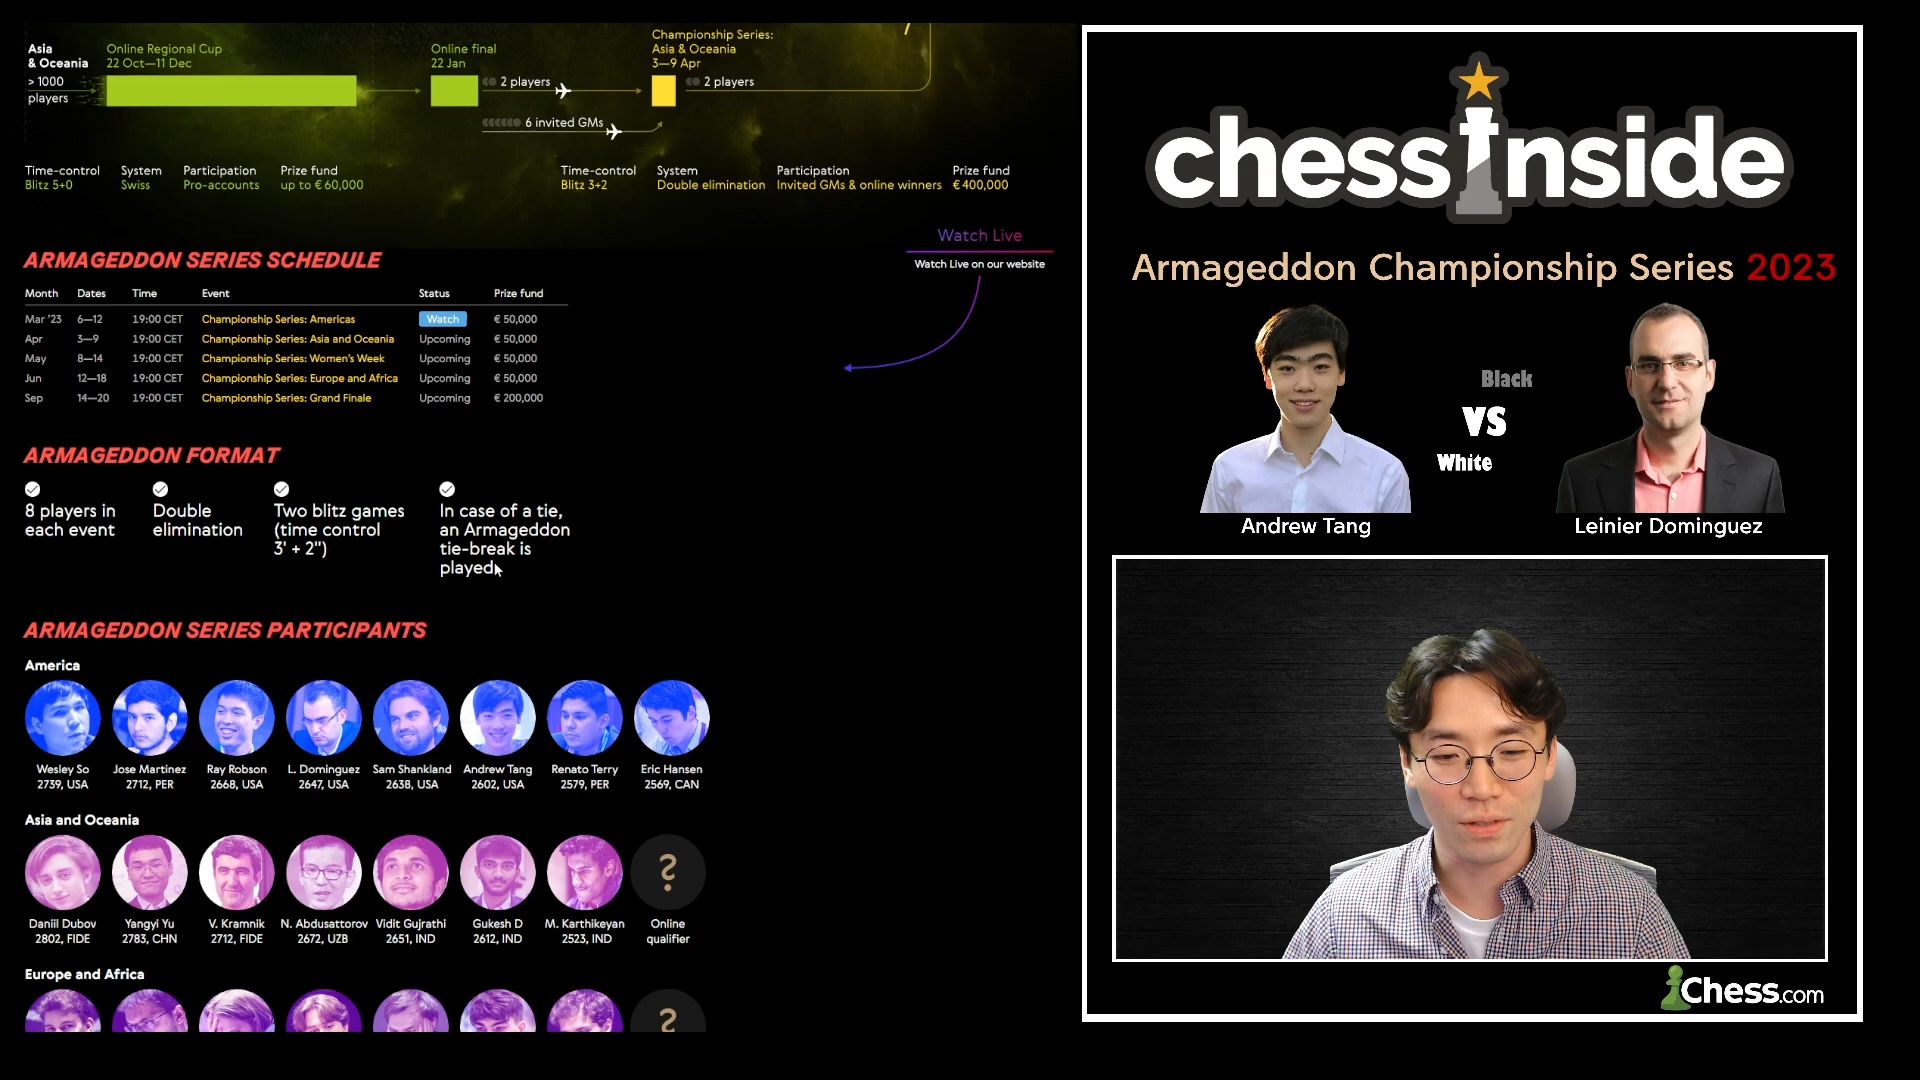 Asia
& Oceania
> 1000
players
Online Regional Cup
22 Oct—11 Dec
Online final
22 Jan
2 players
6 invited GMs
Championship Series:
Asia & Oceania
3—9 Apr
2 players
Time-control
Blitz 5+0
System
Swiss
Participation
Pro-accounts
Prize fund
up to € 60,000
Time-control
Blitz 3+2
System
Double elimination
Participation
Invited GMs & online winners
Prize fund
€ 400,000
Watch Live
Watch Live on our website
ARMAGEDDON SERIES SCHEDULE
Month Dates Time Event Status Prize fund
Mar '23 6—12 19:00 CET Championship Series: Americas Watch € 50,000
Apr 3—9 19:00 CET Championship Series: Asia and Oceania Upcoming € 50,000
May 8—14 19:00 CET Championship Series: Women's Week Upcoming € 50,000
Jun 12—18 19:00 CET Championship Series: Europe and Africa Upcoming € 50,000
Sep 14—20 19:00 CET Championship Series: Grand Finale Upcoming € 200,000
ARMAGEDDON FORMAT
8 players in
each event
Double
elimination
Two blitz games
(time control
3' + 2'')
In case of a tie,
an Armageddon
tie-break is
played
ARMAGEDDON SERIES PARTICIPANTS
America
Wesley So
2739, USA
Jose Martinez
2712, PER
Ray Robson
2668, USA
L. Dominguez
2647, USA
Sam Shankland
2638, USA
Andrew Tang
2602, USA
Renato Terry
2579, PER
Eric Hansen
2569, CAN
Asia and Oceania
?
Daniil Dubov
2802, FIDE
Yangyi Yu
2783, CHN
V. Kramnik
2712, FIDE
N. Abdusattorov
2672, UZB
Vidit Gujrathi
2651, IND
Gukesh D
2612, IND
M. Karthikeyan
2523, IND
Online
qualifier
Europe and Africa
?
chessInside
Armageddon Championship Series 2023
Black
VS
White
Andrew Tang
Leinier Dominguez
Chess.com